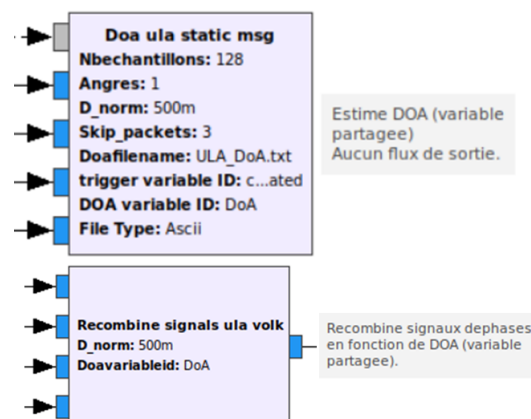 Doa ula static msg
Nbechantillons: 128
Angres: 1
D_norm: 500m
Skip_packets: 3
Doafilename: ULA_DoA.txt
trigger variable ID: c...ated
DOA variable ID: DoA
File Type: Ascii
Estime DOA (variable
partagee)
Aucun flux de sortie.
Recombine signals ula volk
D_norm: 500m
Doavariableid: DoA
Recombine signaux dephases
en fonction de DOA (variable
partagee).